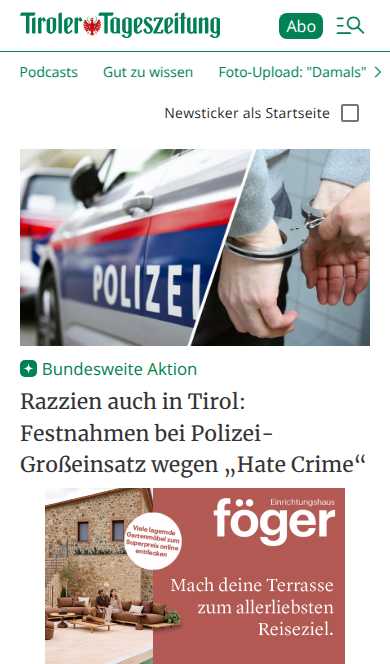 Tiroler Tageszeitung
Abo
Podcasts Gut zu wissen Foto-Upload: "Damals"
Newsticker als Startseite
POLIZEI
Bundesweite Aktion
Razzien auch in Tirol:
Festnahmen bei Polizei-
Großeinsatz wegen „Hate Crime“
Viele lagernde
Gartenmöbel zum
Superpreis online
entdecken
Einrichtungshaus
föger
Mach deine Terrasse
zum allerliebsten
Reiseziel.